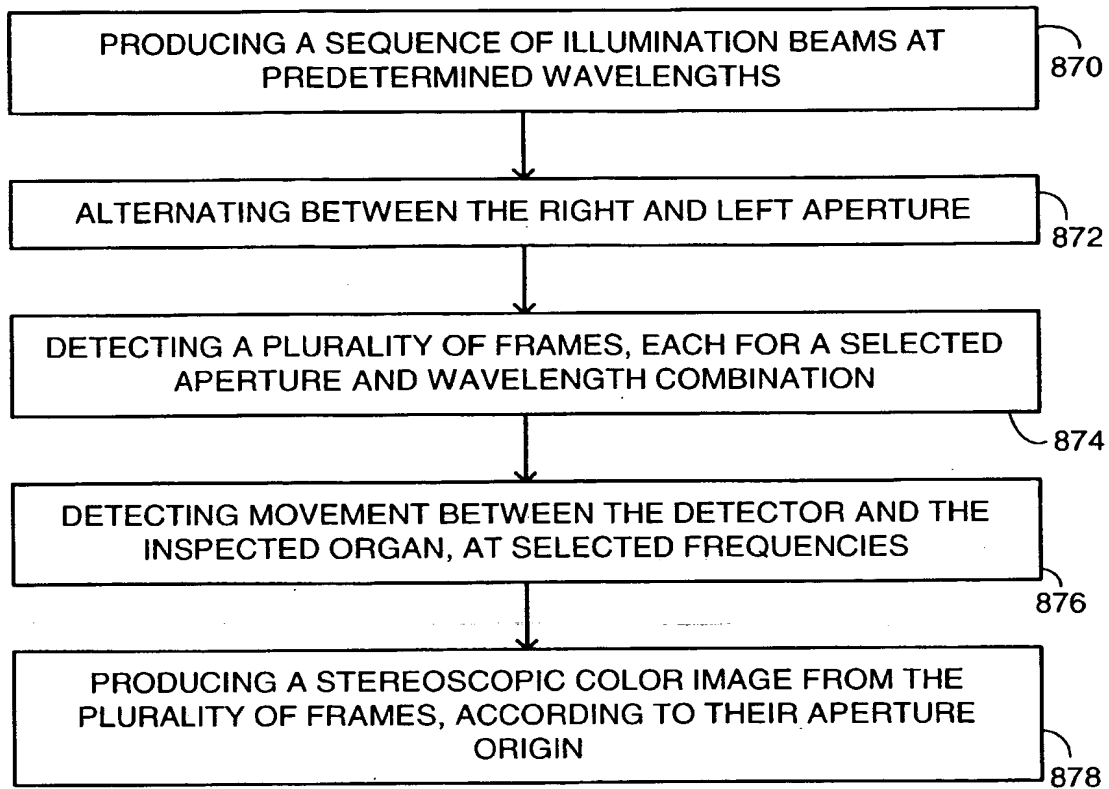 PRODUCING A SEQUENCE OF ILLUMINATION BEAMS AT
PREDETERMINED WAVELENGTHS
870
ALTERNATING BETWEEN THE RIGHT AND LEFT APERTURE
872
DETECTING A PLURALITY OF FRAMES, EACH FOR A SELECTED
APERTURE AND WAVELENGTH COMBINATION
874
DETECTING MOVEMENT BETWEEN THE DETECTOR AND THE
INSPECTED ORGAN, AT SELECTED FREQUENCIES
876
PRODUCING A STEREOSCOPIC COLOR IMAGE FROM THE
PLURALITY OF FRAMES, ACCORDING TO THEIR APERTURE
ORIGIN
878